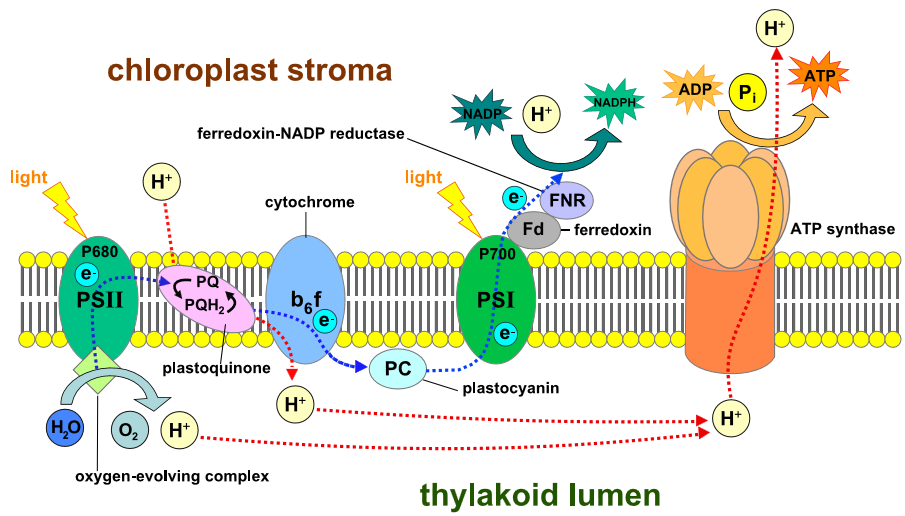 chloroplast stroma
H⁺
ADP
Pᵢ
ATP
NADP
H⁺
NADPH
ferredoxin-NADP reductase
light
H⁺
light
cytochrome
e⁻
FNR
Fd
ferredoxin
ATP synthase
P680
e⁻
PSII
PQ
PQH₂
b₆f
e⁻
P700
PSI
e⁻
plastoquinone
PC
plastocyanin
H₂O
O₂
H⁺
H⁺
H⁺
oxygen-evolving complex
thylakoid lumen